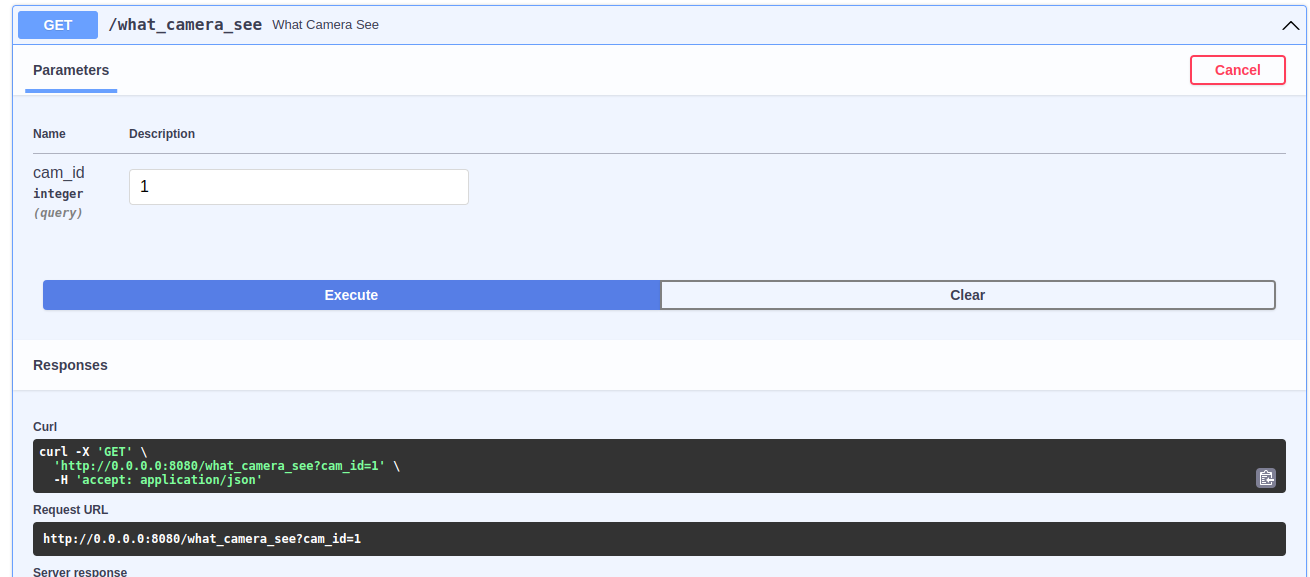 GET /what_camera_see What Camera See
Parameters
Cancel
Name Description
cam_id
integer
(query)
1
Execute
Clear
Responses
Curl
curl -X 'GET' \
'http://0.0.0.0:8080/what_camera_see?cam_id=1' \
-H 'accept: application/json'
Request URL
http://0.0.0.0:8080/what_camera_see?cam_id=1
Server response